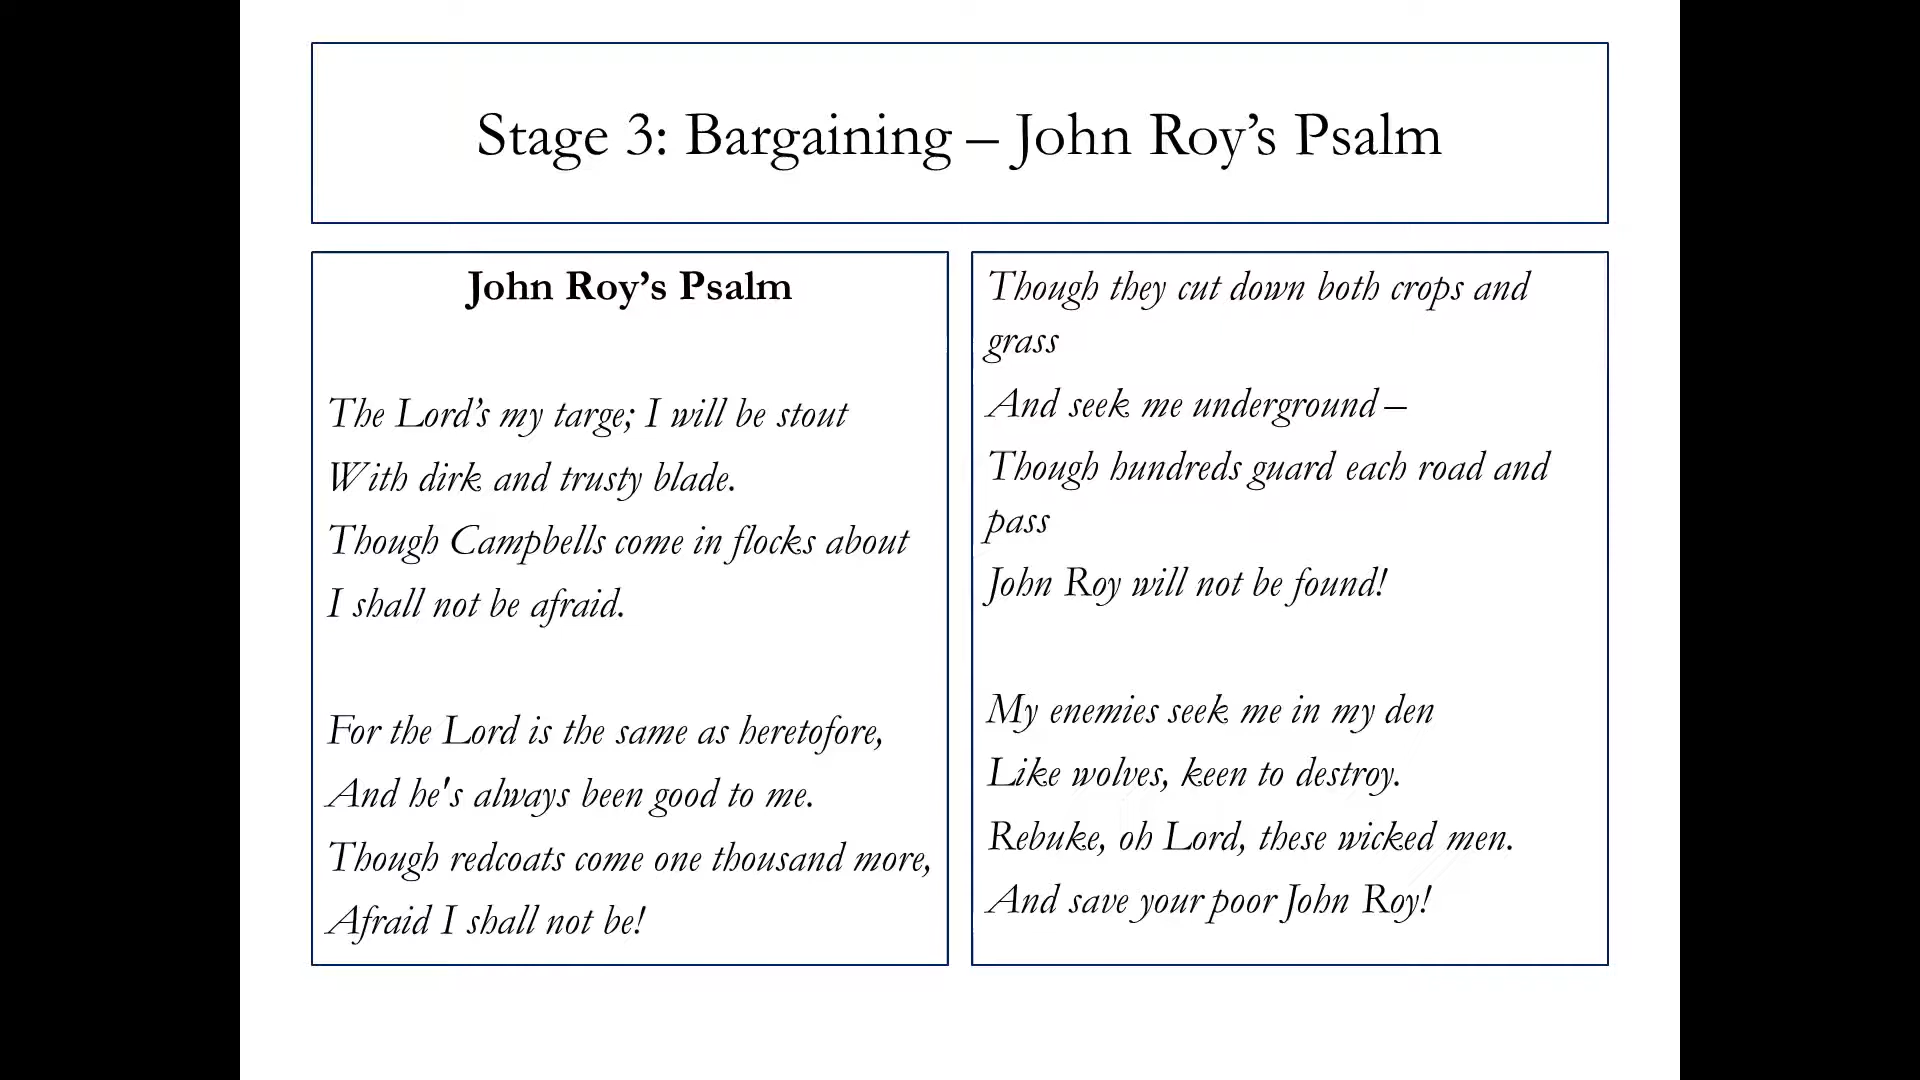 Stage 3: Bargaining – John Roy’s Psalm
John Roy’s Psalm
The Lord’s my targe; I will be stout
With dirk and trusty blade.
Though Campbells come in flocks about
I shall not be afraid.
For the Lord is the same as heretofore,
And he's always been good to me.
Though redcoats come one thousand more,
Afraid I shall not be!
Though they cut down both crops and
grass
And seek me underground –
Though hundreds guard each road and
pass
John Roy will not be found!
My enemies seek me in my den
Like wolves, keen to destroy.
Rebuke, oh Lord, these wicked men.
And save your poor John Roy!